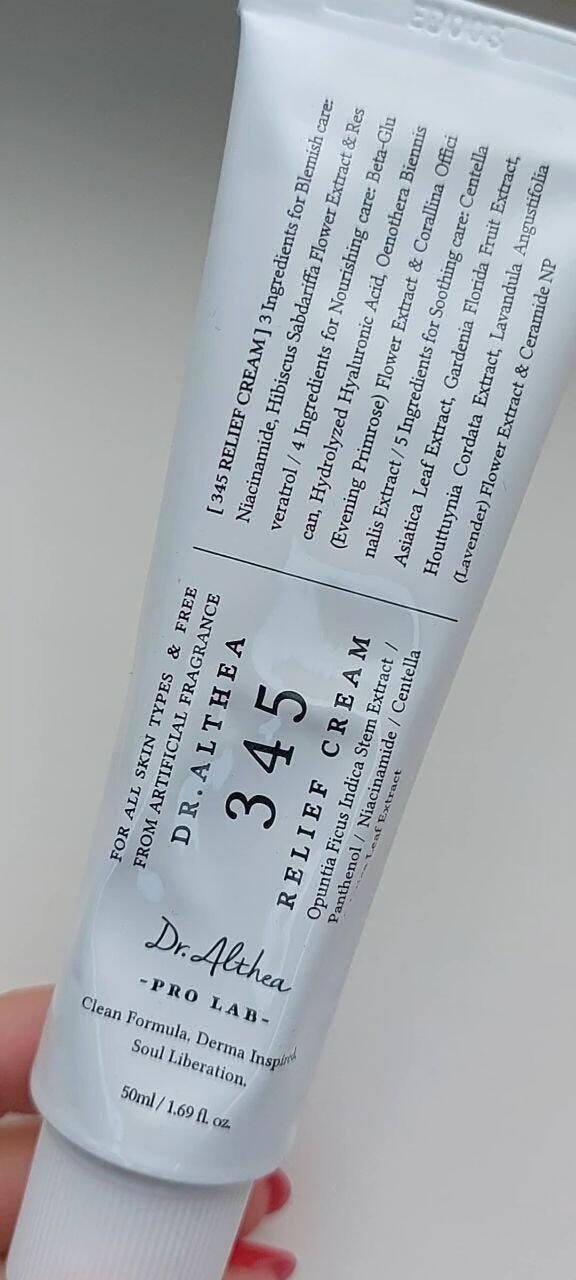 [ 345 RELIEF CREAM ] 3 Ingredients for Blemish care:
Niacinamide, Hibiscus Sabdariffa Flower Extract & Res
veratrol / 4 Ingredients for Nourishing care: Beta-Glu
can, Hydrolyzed Hyaluronic Acid, Oenothera Biennis
(Evening Primrose) Flower Extract & Corallina Offici
nalis Extract / 5 Ingredients for Soothing care: Centella
Asiatica Leaf Extract, Gardenia Florida Fruit Extract,
Houttuynia Cordata Extract, Lavandula Angustifolia
(Lavender) Flower Extract & Ceramide NP
FOR ALL SKIN TYPES & FREE
FROM ARTIFICIAL FRAGRANCE
DR.ALTHEA
345
RELIEF CREAM
Opuntia Ficus Indica Stem Extract /
Panthenol / Niacinamide / Centella
Leaf Extract
Dr. Althea
-PRO LAB-
Clean Formula, Derma Inspired,
Soul Liberation.
50ml / 1.69 fl. oz.